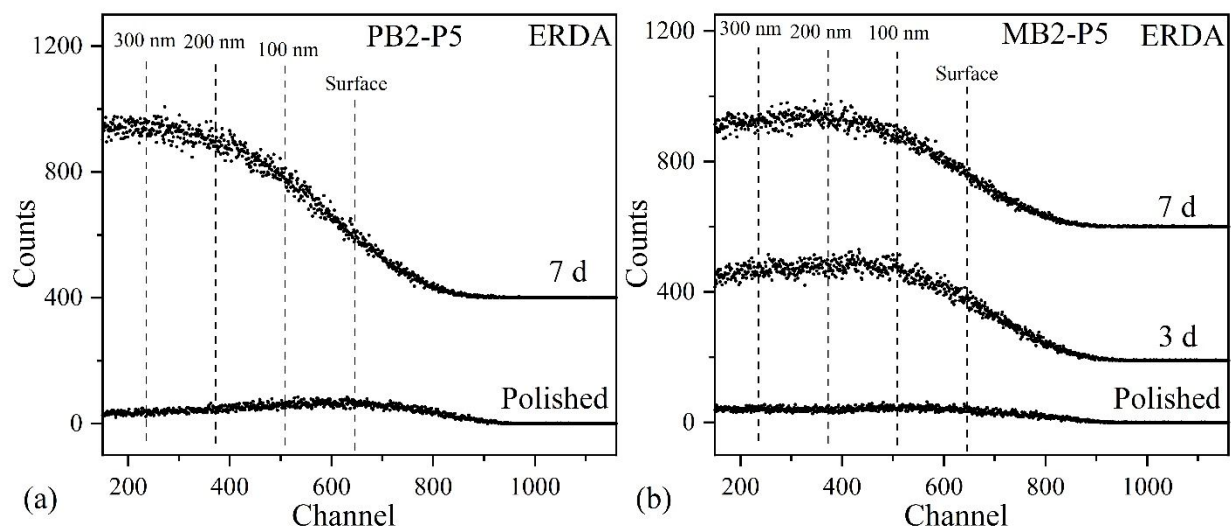 PB2-P5 ERDA
300 nm 200 nm 100 nm Surface
1200
800
400
0
Counts
7 d
Polished
200 400 600 800 1000
Channel
(a)
MB2-P5 ERDA
300 nm 200 nm 100 nm Surface
1200
800
400
0
Counts
7 d
3 d
Polished
200 400 600 800 1000
Channel
(b)